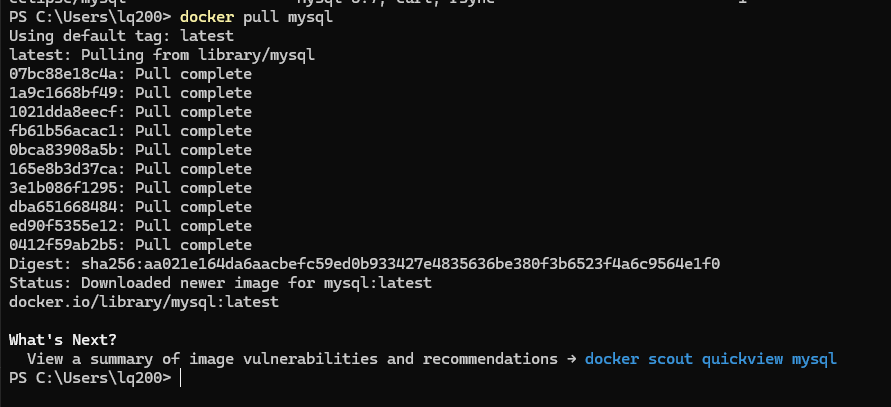 PS C:\Users\lq200> docker pull mysql
Using default tag: latest
latest: Pulling from library/mysql
07bc88e18c4a: Pull complete
1a9c1668bf49: Pull complete
1021dda8eecf: Pull complete
fb61b56acac1: Pull complete
0bca83908a5b: Pull complete
165e8b3d37ca: Pull complete
3e1b086f1295: Pull complete
dba651668484: Pull complete
ed90f5355e12: Pull complete
0412f59ab2b5: Pull complete
Digest: sha256:aa021e164da6aacbefc59ed0b933427e4835636be380f3b6523f4a6c9564e1f0
Status: Downloaded newer image for mysql:latest
docker.io/library/mysql:latest
What's Next?
View a summary of image vulnerabilities and recommendations → docker scout quickview mysql
PS C:\Users\lq200>